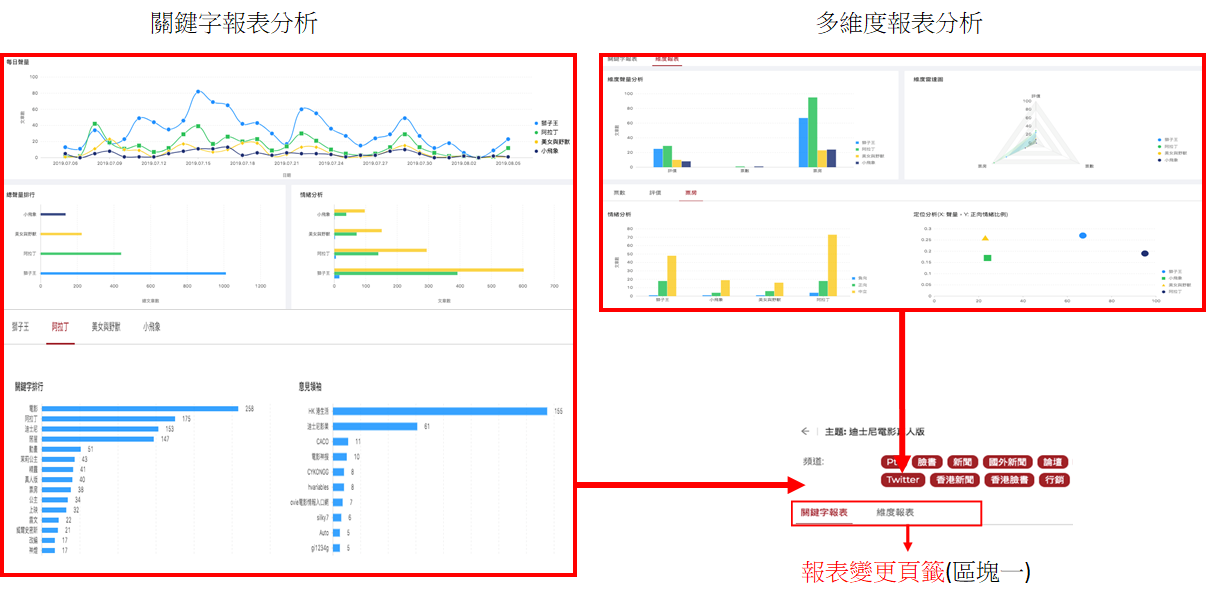 關鍵字報表分析
每日聲量
100
80
60
40
20
0
文章數
2019.07.06 2019.07.09 2019.07.12 2019.07.15 2019.07.18 2019.07.21 2019.07.24 2019.07.27 2019.07.30 2019.08.02 2019.08.05
日期
獅子王
阿拉丁
美女與野獸
小飛象
總聲量排行
小飛象
美女與野獸
阿拉丁
獅子王
0 200 400 600 800 1000 1200
總文章數
情緒分析
小飛象
美女與野獸
阿拉丁
獅子王
0 100 200 300 400 500 600 700
文章數
獅子王 阿拉丁 美女與野獸 小飛象
關鍵字排行
電影 258
阿拉丁 175
迪士尼 153
147
動畫 51
茉莉公主 43
41
真人版 40
票房 38
公主 34
上映 32
22
威爾史密斯 21
改編 17
神燈 17
意見領袖
HK 港生活 155
迪士尼影業 61
CACO 11
電影神搜 10
CYKONGG 8
hvariables 8
ovie電影情報入口網 7
silky7 6
Auto 5
gi1234g 5
多維度報表分析
關鍵字報表 維度報表
維度聲量分析
100
80
60
40
20
0
文章數
評價 票數 票房
獅子王
阿拉丁
美女與野獸
小飛象
維度雷達圖
評價
100
80
60
40
20
0
票房 票數
獅子王
阿拉丁
美女與野獸
小飛象
票數 評價 票房
情緒分析
80
70
60
50
40
30
20
10
0
文章數
獅子王 小飛象 美女與野獸 阿拉丁
負向
正向
中立
定位分析(X: 聲量，Y: 正向情緒比例)
0.3
0.25
0.2
0.15
0.1
0.05
0
0 20 40 60 80 100
獅子王
小飛象
美女與野獸
阿拉丁
主題: 迪士尼電影真人版
頻道:
臉書 新聞 國外新聞 論壇
Twitter 香港新聞 香港臉書 行銷
關鍵字報表 維度報表
報表變更頁籤(區塊一)